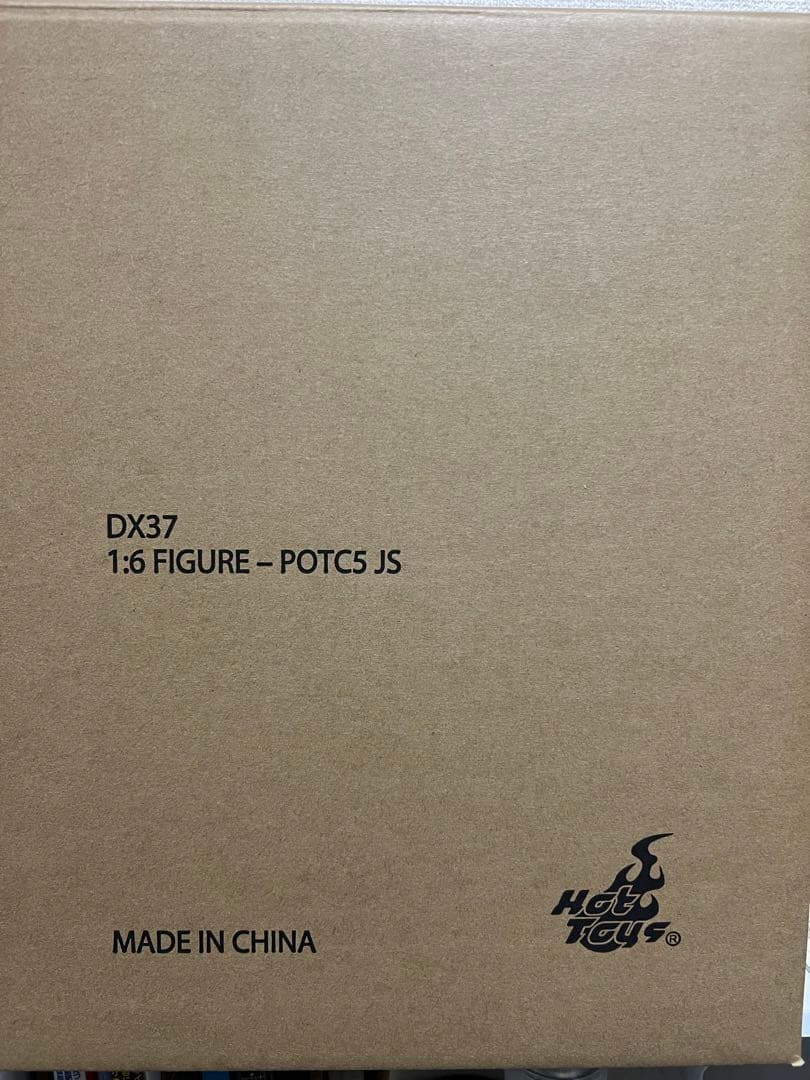 DX37
1:6 FIGURE – POTC5 JS
MADE IN CHINA
Hot
Toys®